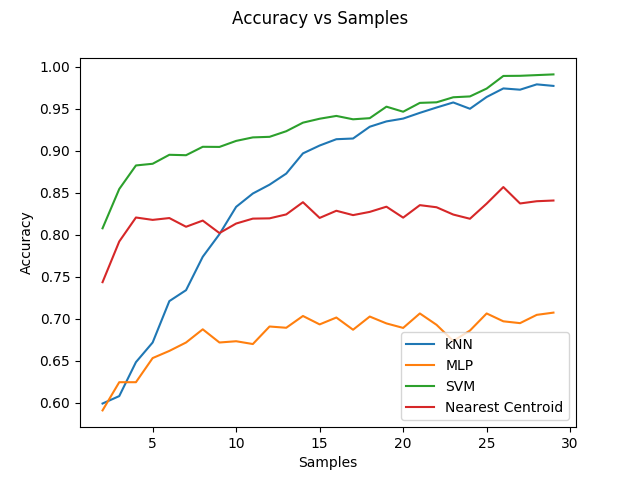 Accuracy vs Samples
1.00
0.95
0.90
0.85
0.80
0.75
0.70
0.65
0.60
Accuracy
5 10 15 20 25 30
Samples
kNN
MLP
SVM
Nearest Centroid